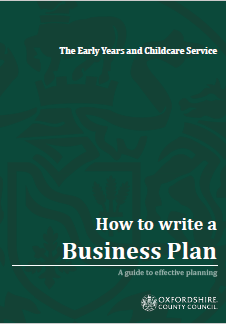 The Early Years and Childcare Service
How to write a
Business Plan
A guide to effective planning
OXFORDSHIRE
COUNTY COUNCIL